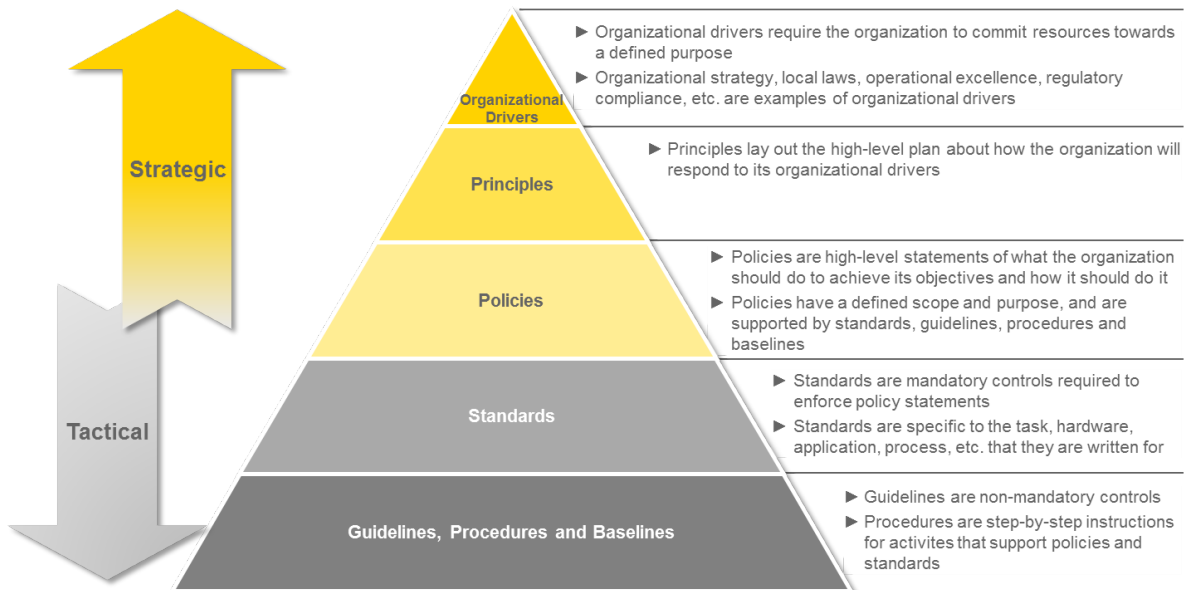 ► Organizational drivers require the organization to commit resources towards
a defined purpose
► Organizational strategy, local laws, operational excellence, regulatory
compliance, etc. are examples of organizational drivers
Organizational
Drivers
► Principles lay out the high-level plan about how the organization will
respond to its organizational drivers
Strategic
Principles
► Policies are high-level statements of what the organization
should do to achieve its objectives and how it should do it
► Policies have a defined scope and purpose, and are
supported by standards, guidelines, procedures and
baselines
Policies
► Standards are mandatory controls required to
enforce policy statements
► Standards are specific to the task, hardware,
application, process, etc. that they are written for
Standards
Tactical
► Guidelines are non-mandatory controls
► Procedures are step-by-step instructions
for activites that support policies and
standards
Guidelines, Procedures and Baselines